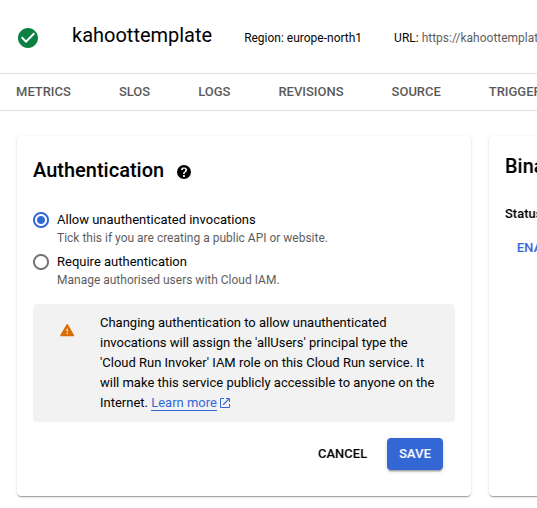 kahoottemplate Region: europe-north1 URL: https://kahoottemplat
METRICS SLOS LOGS REVISIONS SOURCE TRIGGER
Authentication
Allow unauthenticated invocations
Tick this if you are creating a public API or website.
Require authentication
Manage authorised users with Cloud IAM.
Changing authentication to allow unauthenticated
invocations will assign the 'allUsers' principal type the
'Cloud Run Invoker' IAM role on this Cloud Run service. It
will make this service publicly accessible to anyone on the
Internet. Learn more
CANCEL SAVE
Bina
Statu
ENA